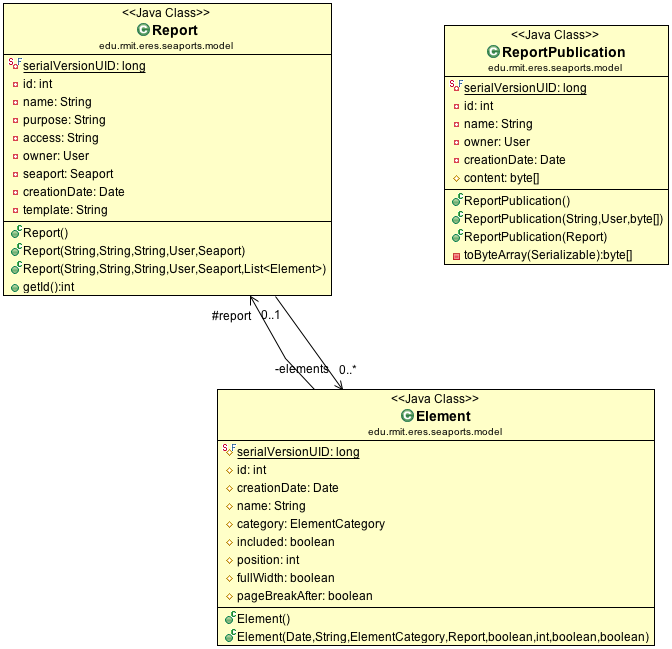 <<Java Class>>
Report
edu.rmit.eres.seaports.model
serialVersionUID: long
id: int
name: String
purpose: String
access: String
owner: User
seaport: Seaport
creationDate: Date
template: String
Report()
Report(String,String,String,User,Seaport)
Report(String,String,String,User,Seaport,List<Element>)
getId():int
<<Java Class>>
ReportPublication
edu.rmit.eres.seaports.model
serialVersionUID: long
id: int
name: String
owner: User
creationDate: Date
content: byte[]
ReportPublication()
ReportPublication(String,User,byte[])
ReportPublication(Report)
toByteArray(Serializable):byte[]
#report 0..1
-elements 0..*
<<Java Class>>
Element
edu.rmit.eres.seaports.model
serialVersionUID: long
id: int
creationDate: Date
name: String
category: ElementCategory
included: boolean
position: int
fullWidth: boolean
pageBreakAfter: boolean
Element()
Element(Date,String,ElementCategory,Report,boolean,int,boolean,boolean)